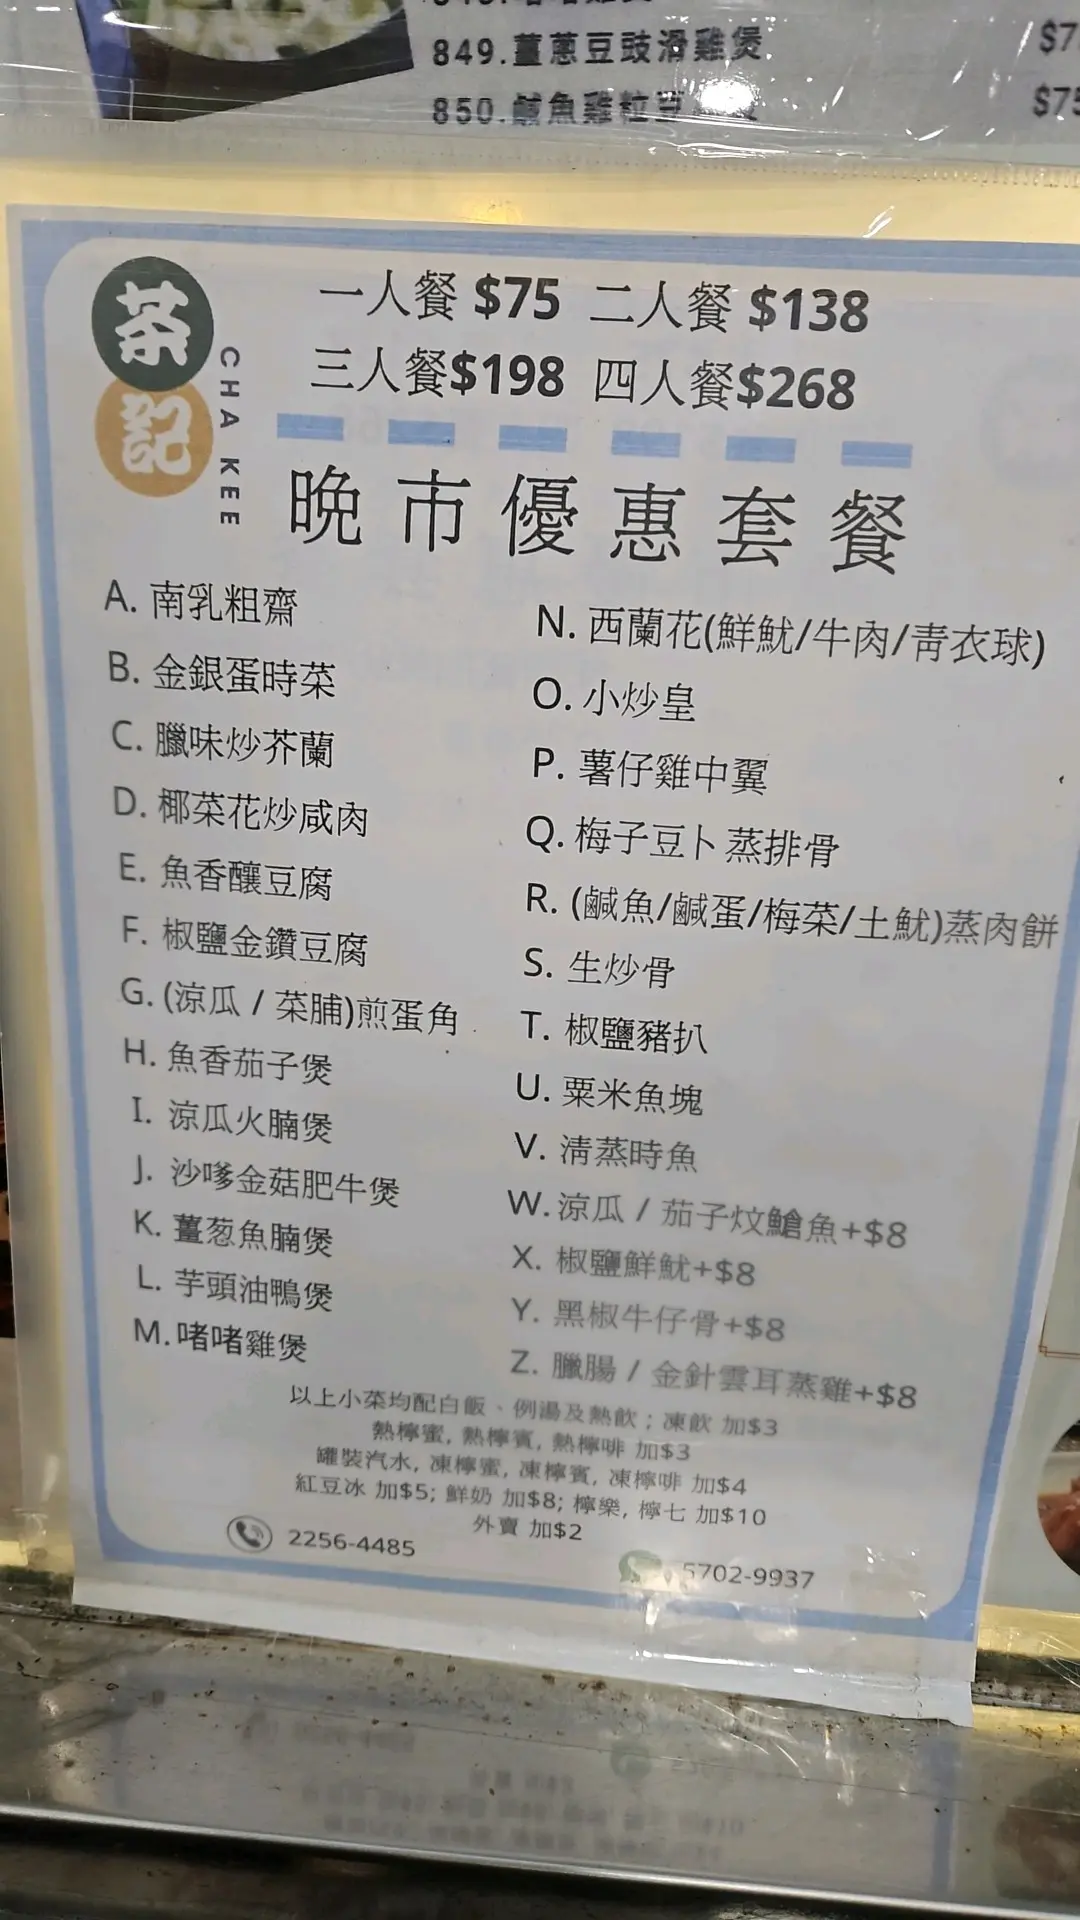 849.薑蔥豆豉滑雞煲 $7
850.鹹魚雞粒豆 $75
茶記
CHA KEE
一人餐 $75 二人餐 $138
三人餐$198 四人餐$268
晚市優惠套餐
A. 南乳粗齋
B. 金銀蛋時菜
C. 臘味炒芥蘭
D. 椰菜花炒咸肉
E. 魚香釀豆腐
F. 椒鹽金鑽豆腐
G. (涼瓜 / 菜脯)煎蛋角
H. 魚香茄子煲
I. 涼瓜火腩煲
J. 沙嗲金菇肥牛煲
K. 薑葱魚腩煲
L. 芋頭油鴨煲
M. 啫啫雞煲
N. 西蘭花(鮮魷/牛肉/青衣球)
O. 小炒皇
P. 薯仔雞中翼
Q. 梅子豆卜蒸排骨
R. (鹹魚/鹹蛋/梅菜/土魷)蒸肉餅
S. 生炒骨
T. 椒鹽豬扒
U. 粟米魚塊
V. 清蒸時魚
W. 涼瓜 / 茄子炆鱠魚+$8
X. 椒鹽鮮魷+$8
Y. 黑椒牛仔骨+$8
Z. 臘腸 / 金針雲耳蒸雞+$8
以上小菜均配白飯、例湯及熱飲；凍飲 加$3
熱檸蜜, 熱檸賓, 熱檸啡 加$3
罐裝汽水, 凍檸蜜, 凍檸賓, 凍檸啡 加$4
紅豆冰 加$5; 鮮奶 加$8; 檸樂, 檸七 加$10
外賣 加$2
2256-4485
5702-9937